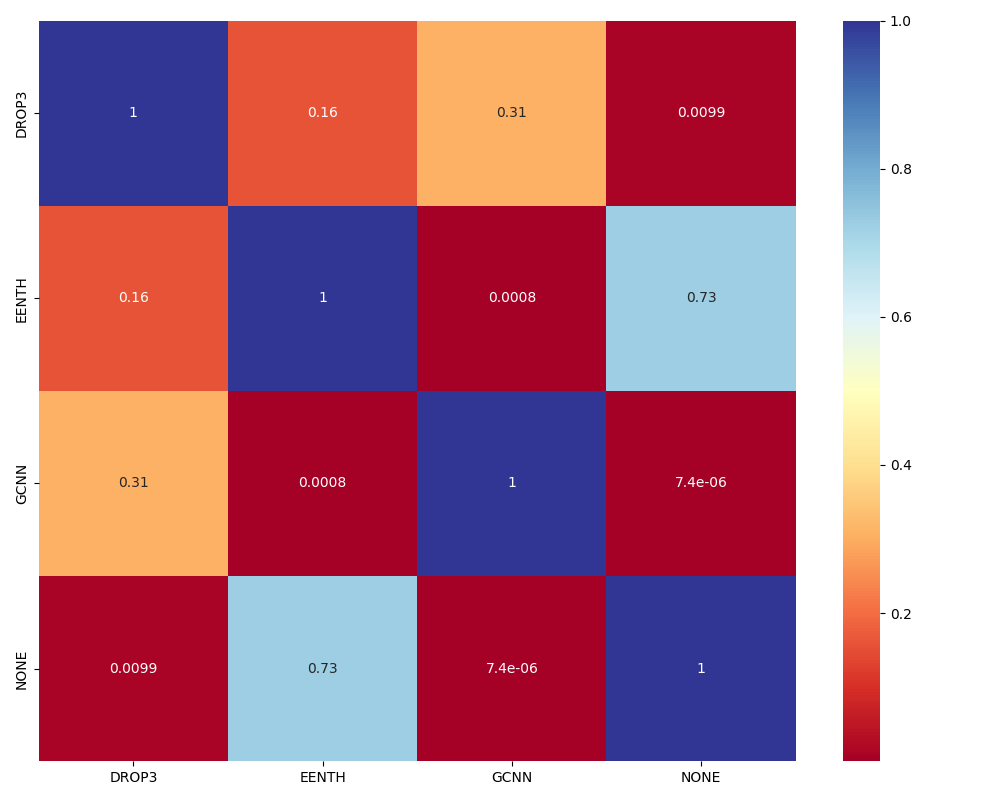 DROP3 1 0.16 0.31 0.0099
EENTH 0.16 1 0.0008 0.73
GCNN 0.31 0.0008 1 7.4e-06
NONE 0.0099 0.73 7.4e-06 1
DROP3 EENTH GCNN NONE
1.0
0.8
0.6
0.4
0.2